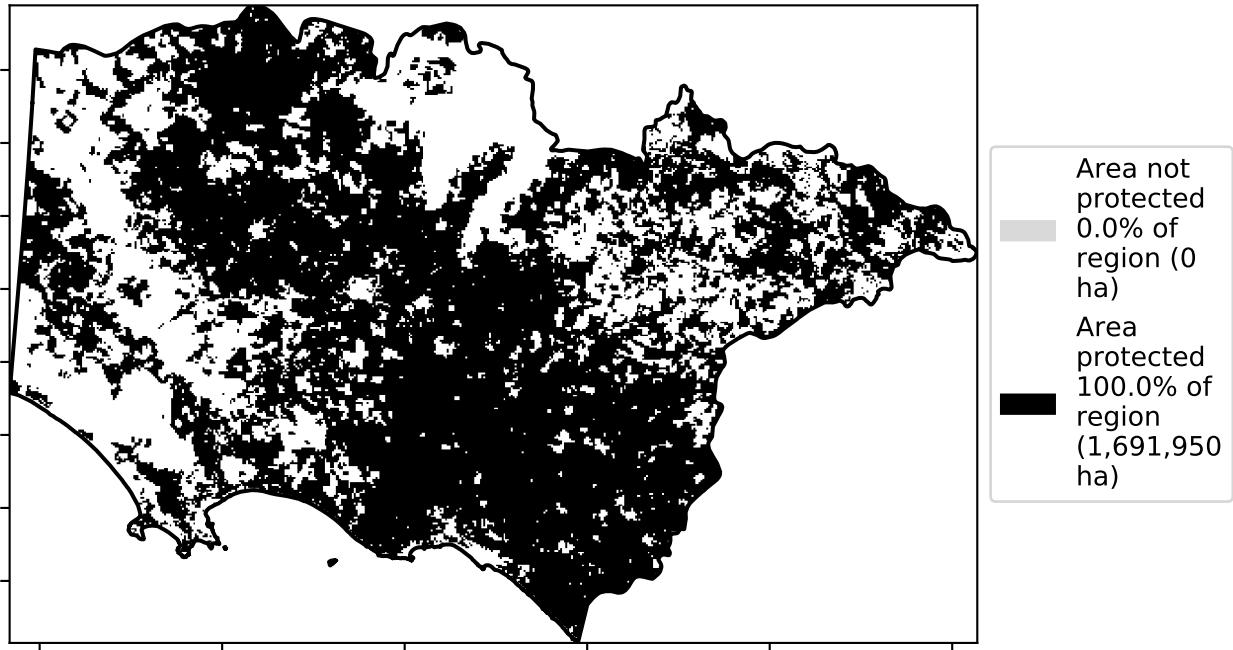 Area not
protected
0.0% of
region (0
ha)
Area
protected
100.0% of
region
(1,691,950
ha)